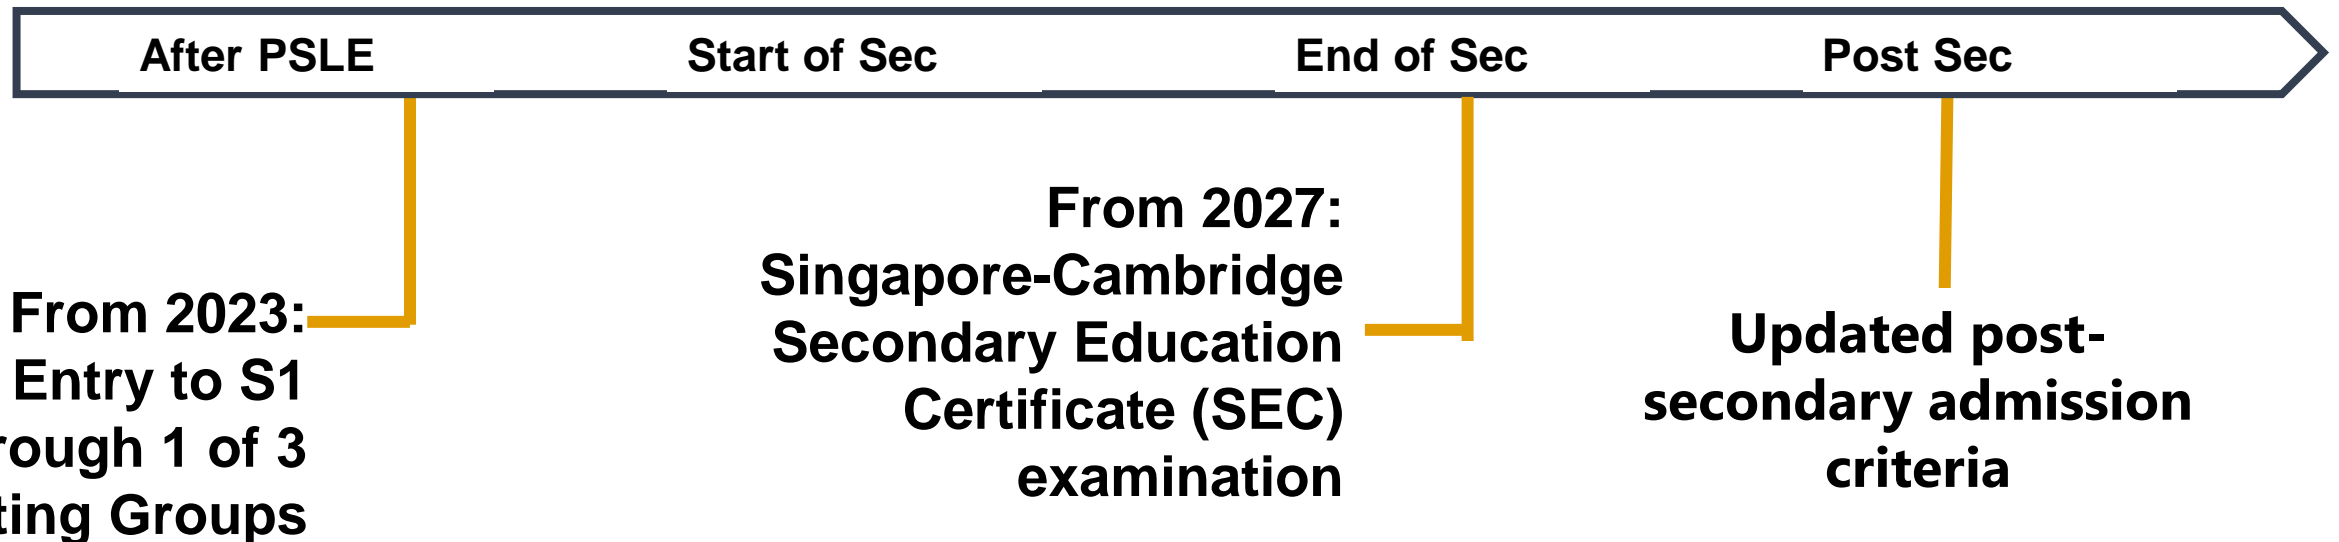 After PSLE
Start of Sec
End of Sec
Post Sec
From 2023:
Entry to S1
1 of 3
Groups
From 2027:
Singapore-Cambridge
Secondary Education
Certificate (SEC)
examination
Updated post-
secondary admission
criteria